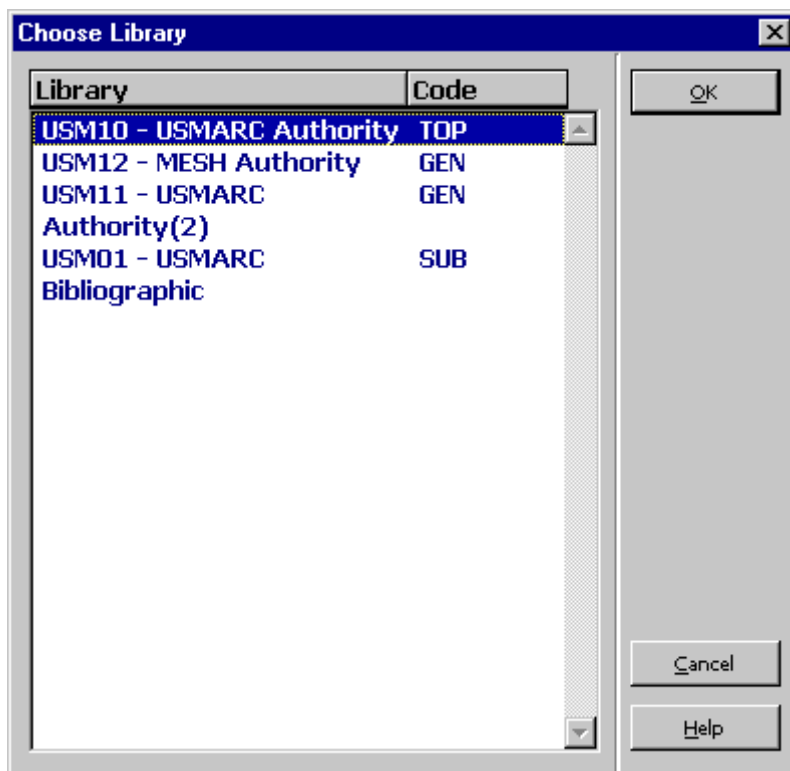 Choose Library
Library Code
USM10 - USMARC Authority TOP
USM12 - MESH Authority GEN
USM11 - USMARC GEN
Authority(2)
USM01 - USMARC SUB
Bibliographic
OK
Cancel
Help